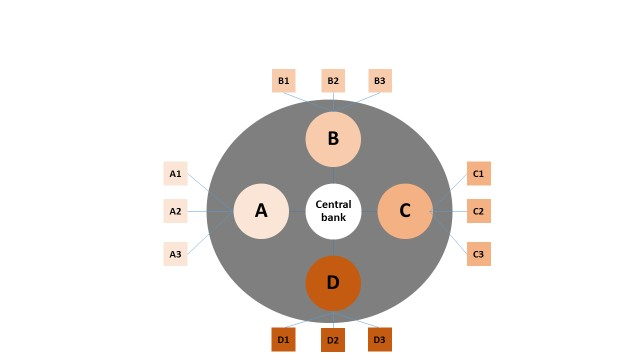 B1 B2 B3
B
A1
A2
A3
A
Central
bank
C
C1
C2
C3
D
D1 D2 D3